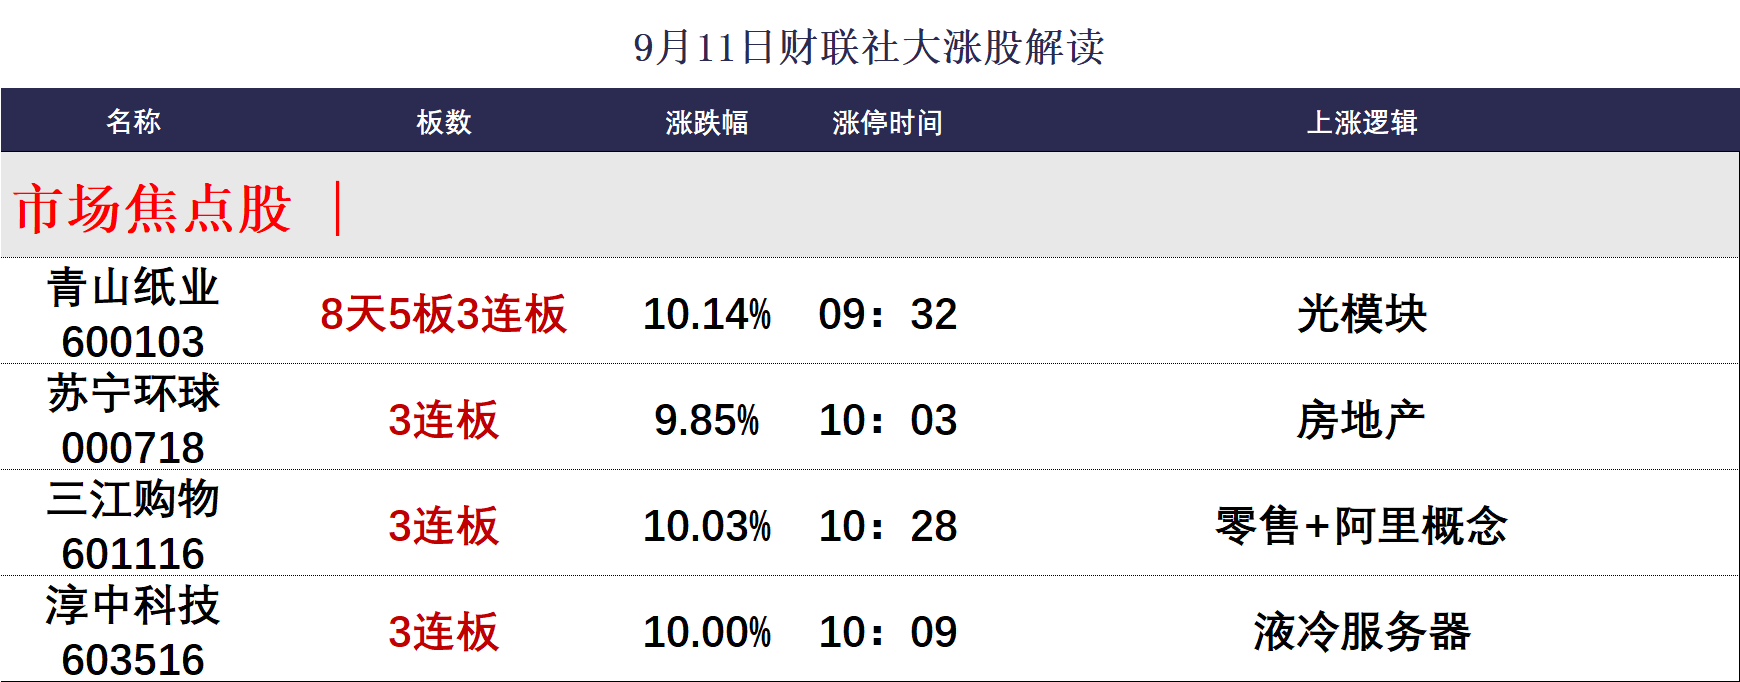 9月11日财联社大涨股解读
名称 板数 涨跌幅 涨停时间 上涨逻辑
市场焦点股 ｜
青山纸业
600103
8天5板3连板 10.14% 09：32 光模块
苏宁环球
000718
3连板 9.85% 10：03 房地产
三江购物
601116
3连板 10.03% 10：28 零售+阿里概念
淳中科技
603516
3连板 10.00% 10：09 液冷服务器